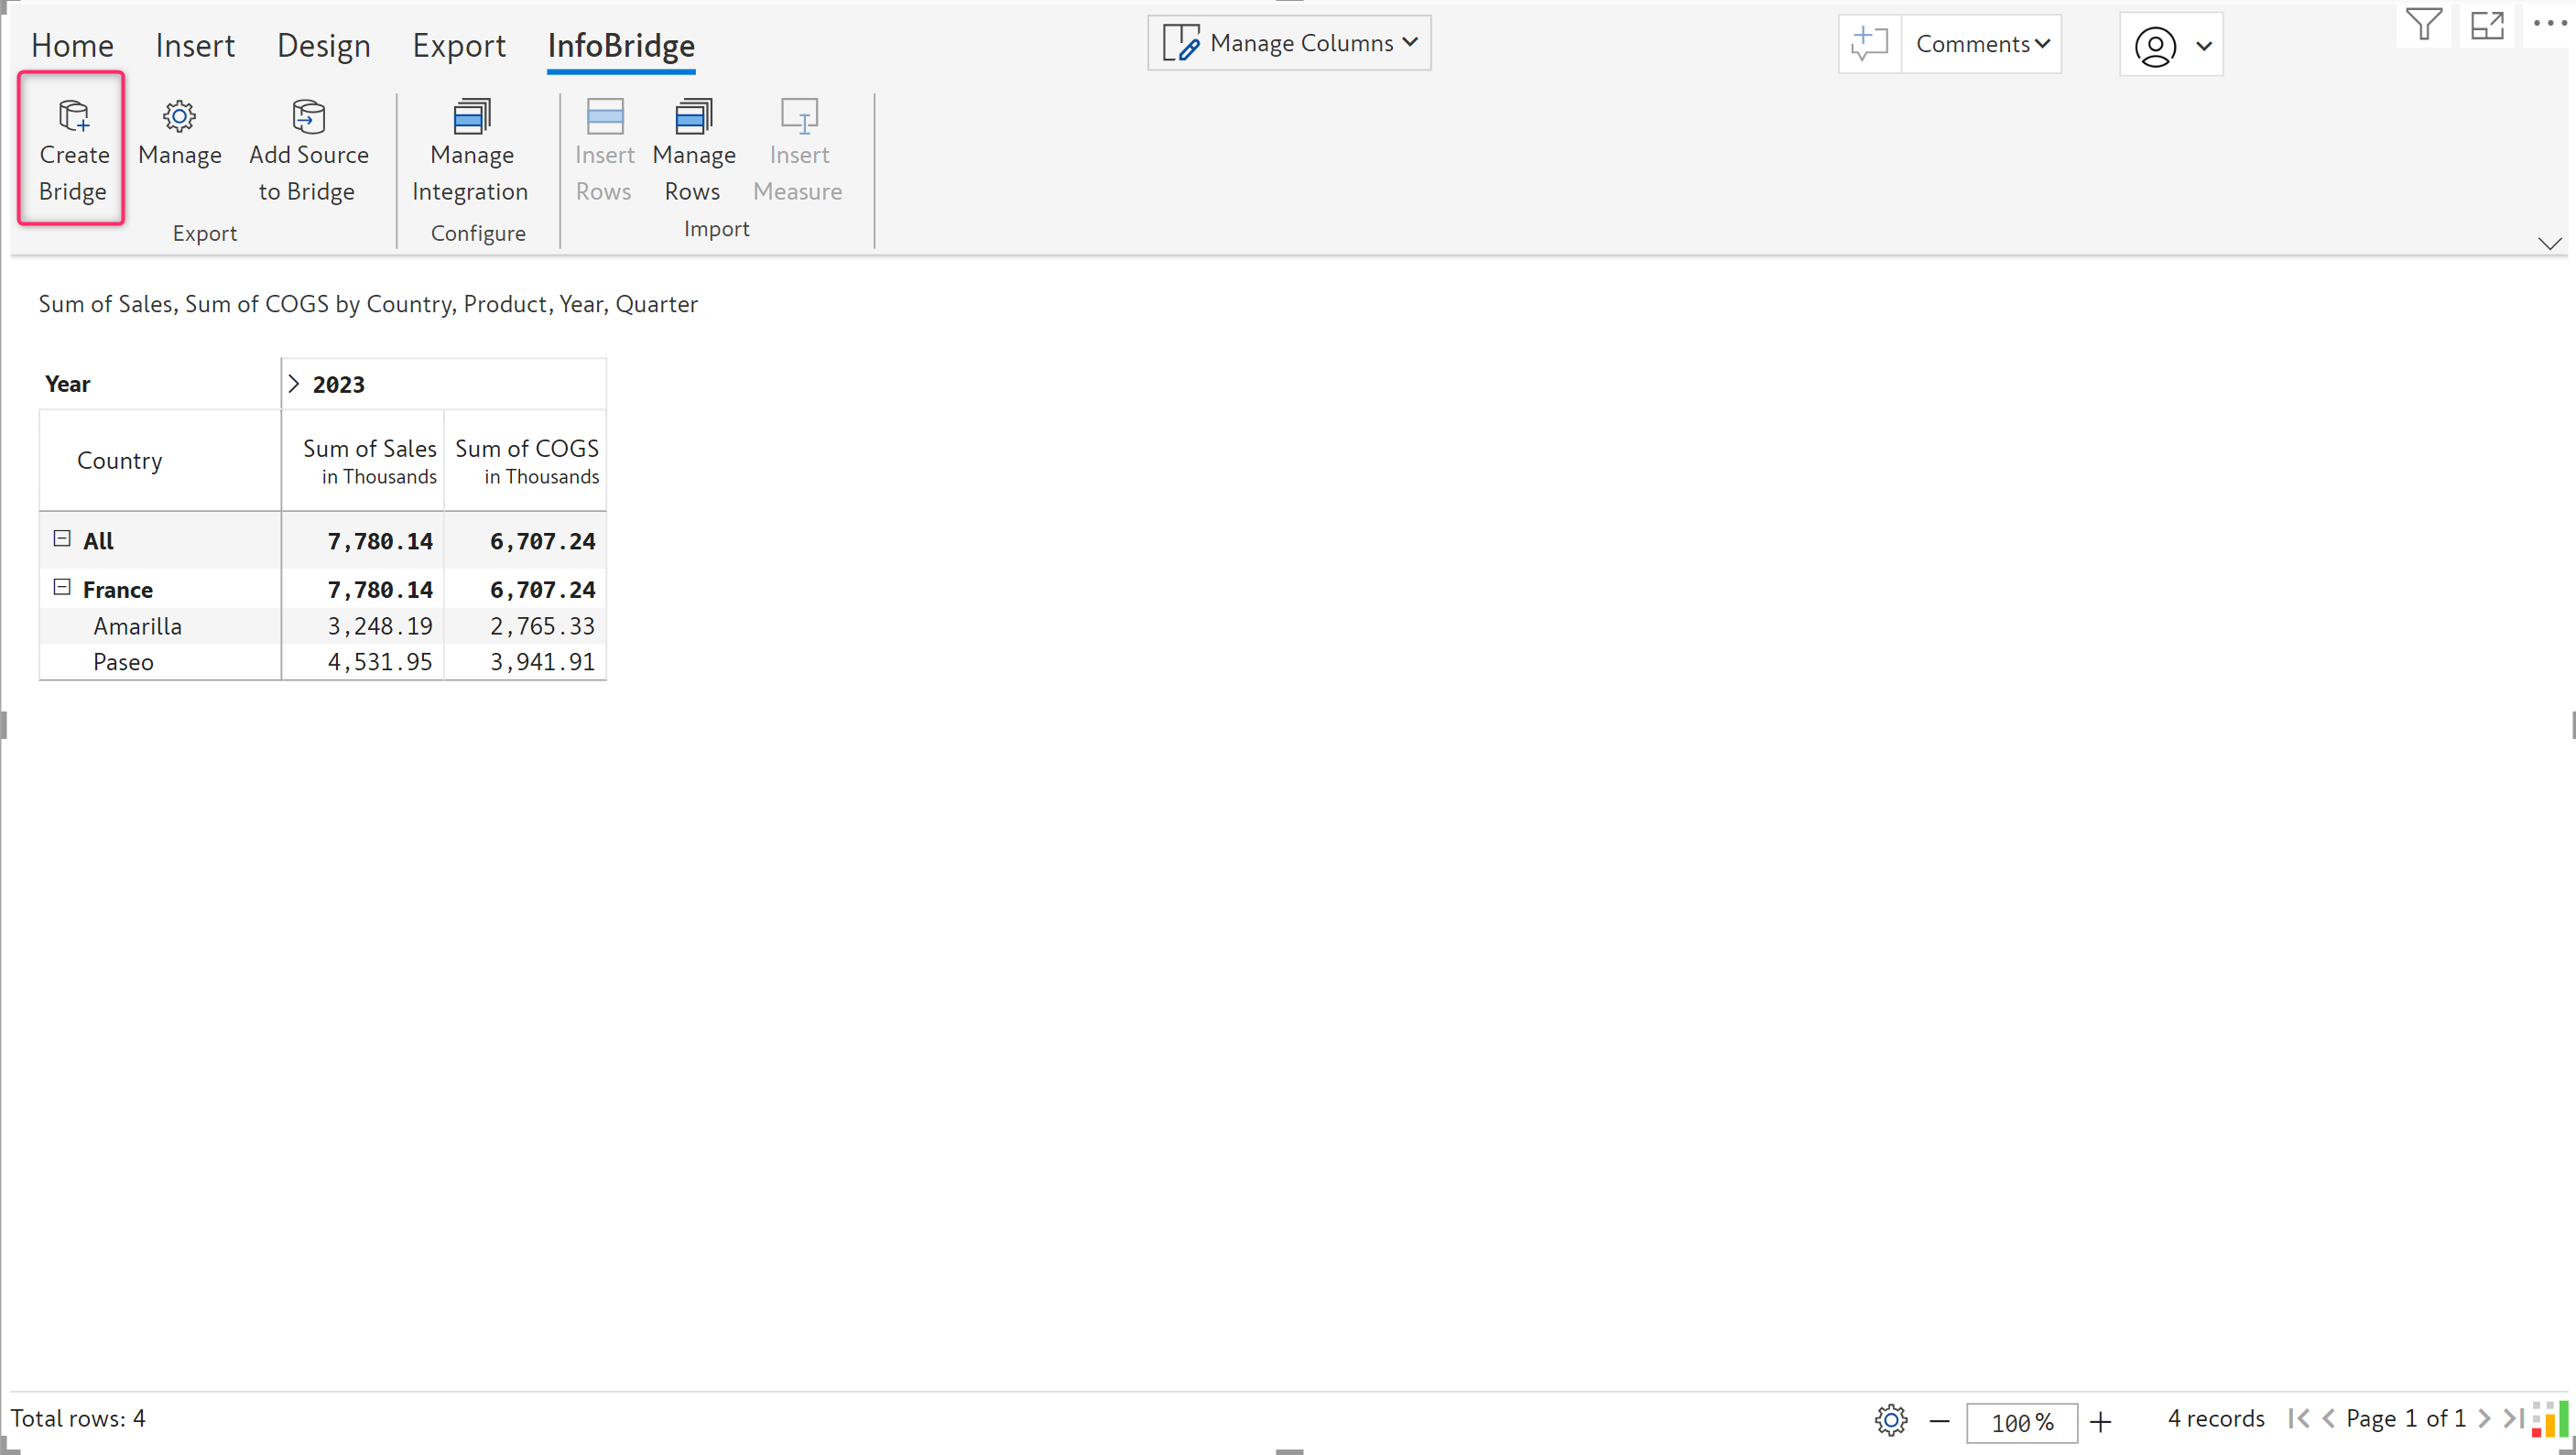 Home Insert Design Export InfoBridge Manage Columns Comments
Create Bridge Manage Add Source to Bridge Manage Integration Insert Rows Manage Rows Insert Measure
Export Configure Import
Sum of Sales, Sum of COGS by Country, Product, Year, Quarter
Year 2023
Country Sum of Sales in Thousands Sum of COGS in Thousands
All 7,780.14 6,707.24
France 7,780.14 6,707.24
Amarilla 3,248.19 2,765.33
Paseo 4,531.95 3,941.91
Total rows: 4 100% 4 records Page 1 of 1